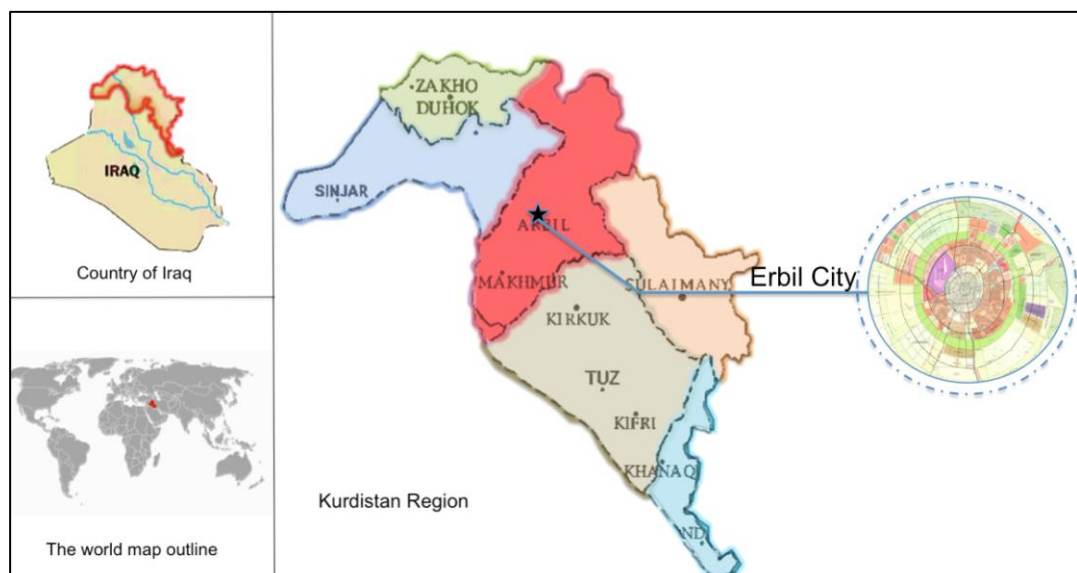 IRAQ
Country of Iraq
The world map outline
ZAKHO
DUHOK
SINJAR
ARBIL
MAKHMUR
SULAIMANY
KIRKUK
TUZ
KIFRI
KHANAQ
ND
Erbil City
Kurdistan Region